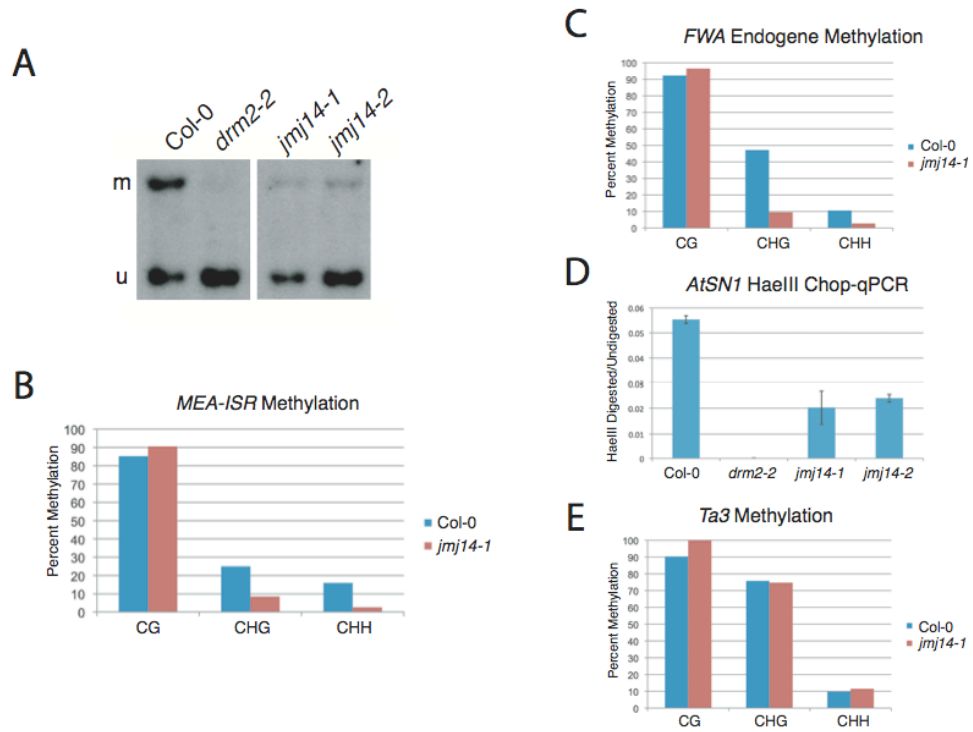 A
Col-0
drm2-2
jmj14-1
jmj14-2
m
u
B
MEA-ISR Methylation
Percent Methylation
100
90
80
70
60
50
40
30
20
10
0
CG
CHG
CHH
Col-0
jmj14-1
C
FWA Endogene Methylation
Percent Methylation
100
90
80
70
60
50
40
30
20
10
0
CG
CHG
CHH
Col-0
jmj14-1
D
AtSN1 HaeIII Chop-qPCR
HaeIII Digested/Undigested
0.06
0.05
0.04
0.03
0.02
0.01
0
Col-0
drm2-2
jmj14-1
jmj14-2
E
Ta3 Methylation
Percent Methylation
100
90
80
70
60
50
40
30
20
10
0
CG
CHG
CHH
Col-0
jmj14-1